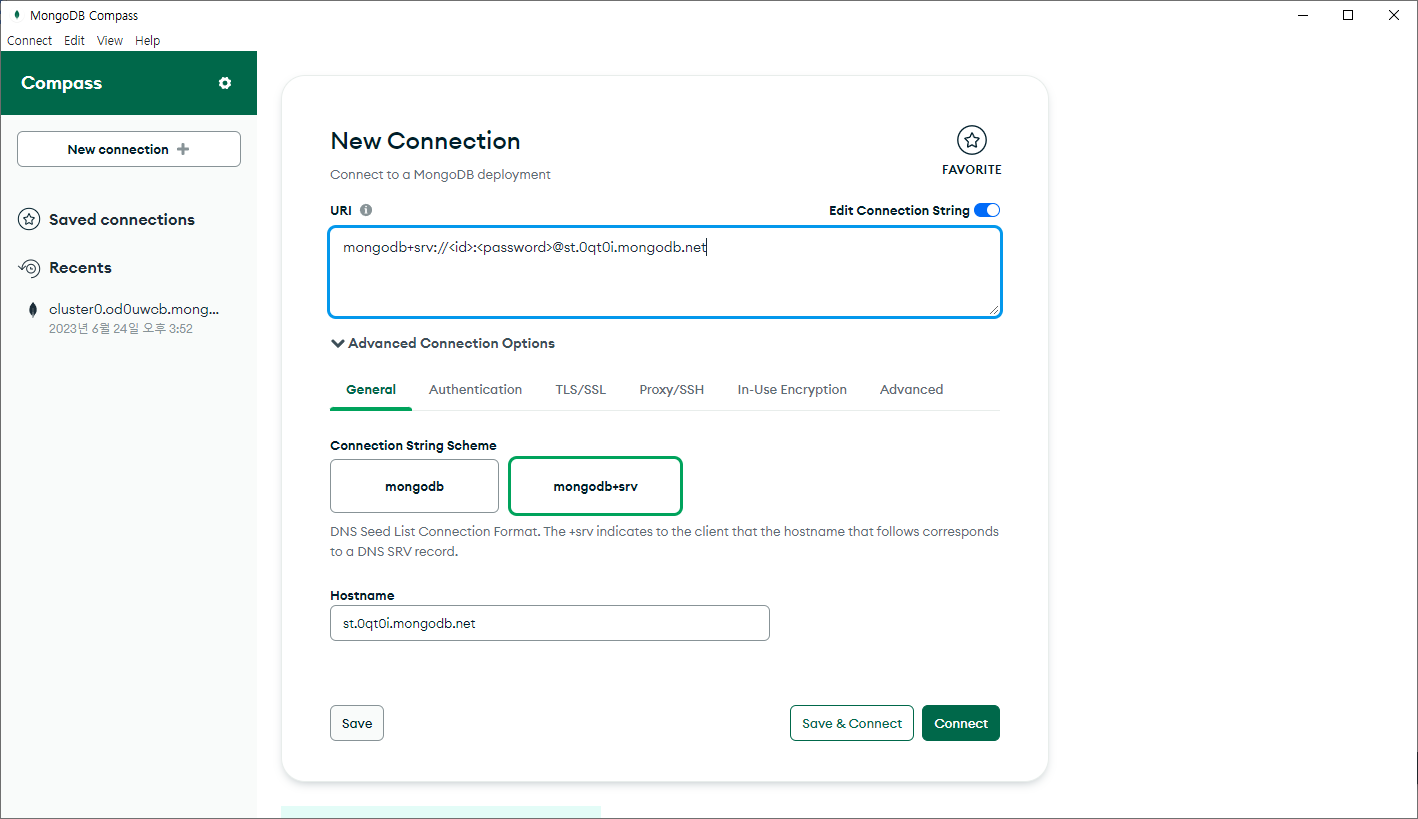 MongoDB Compass
Connect Edit View Help
Compass
New connection
Saved connections
Recents
cluster0.od0uwcb.mong...
2023년 6월 24일 오후 3:52
New Connection
FAVORITE
Connect to a MongoDB deployment
URI
Edit Connection String
mongodb+srv://<id>:<password>@st.0qt0i.mongodb.net
Advanced Connection Options
General Authentication TLS/SSL Proxy/SSH In-Use Encryption Advanced
Connection String Scheme
mongodb mongodb+srv
DNS Seed List Connection Format. The +srv indicates to the client that the hostname that follows corresponds
to a DNS SRV record.
Hostname
st.0qt0i.mongodb.net
Save Save & Connect Connect